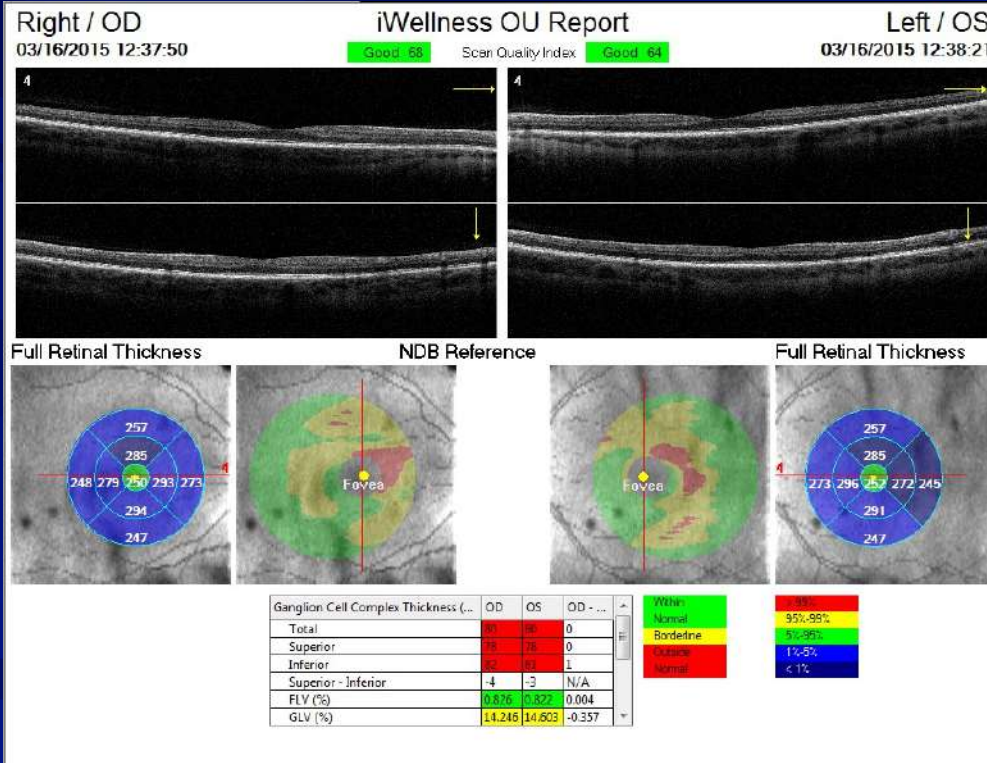 Right / OD iWellness OU Report Left / OS
03/16/2015 12:37:50 Good 68 Scan Quality Index Good 64 03/16/2015 12:38:21
4 4
Full Retinal Thickness NDB Reference Full Retinal Thickness
257 257
285 285
248 279 250 293 273 4 Fovea Fovea 4 273 296 252 272 245
294 291
247 247
Ganglion Cell Complex Thickness (... OD OS OD - ...
Total 80 80 0
Superior 78 78 0
Inferior 82 81 1
Superior - Inferior -4 -3 N/A
FLV (%) 0.826 0.822 0.004
GLV (%) 14.246 14.603 -0.357
Within
Normal
Borderline
Outside
Normal
> 99%
95%-99%
5%-95%
1%-5%
< 1%